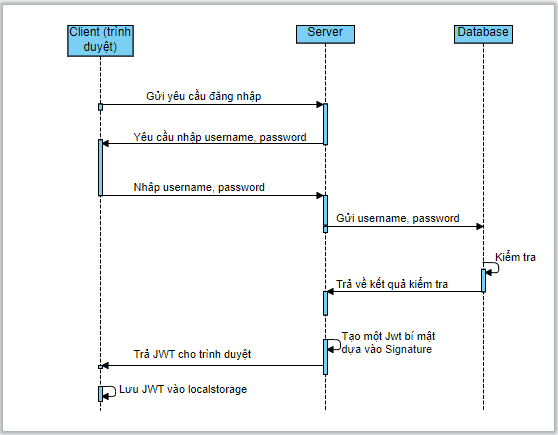 Client (trình
duyệt)
Server
Database
Gửi yêu cầu đăng nhập
Yêu cầu nhập username, password
Nhâp username, password
Gửi username, password
Kiểm tra
Trả về kết quả kiểm tra
Tạo một Jwt bí mật
dựa vào Signature
Trả JWT cho trình duyệt
Lưu JWT vào localstorage